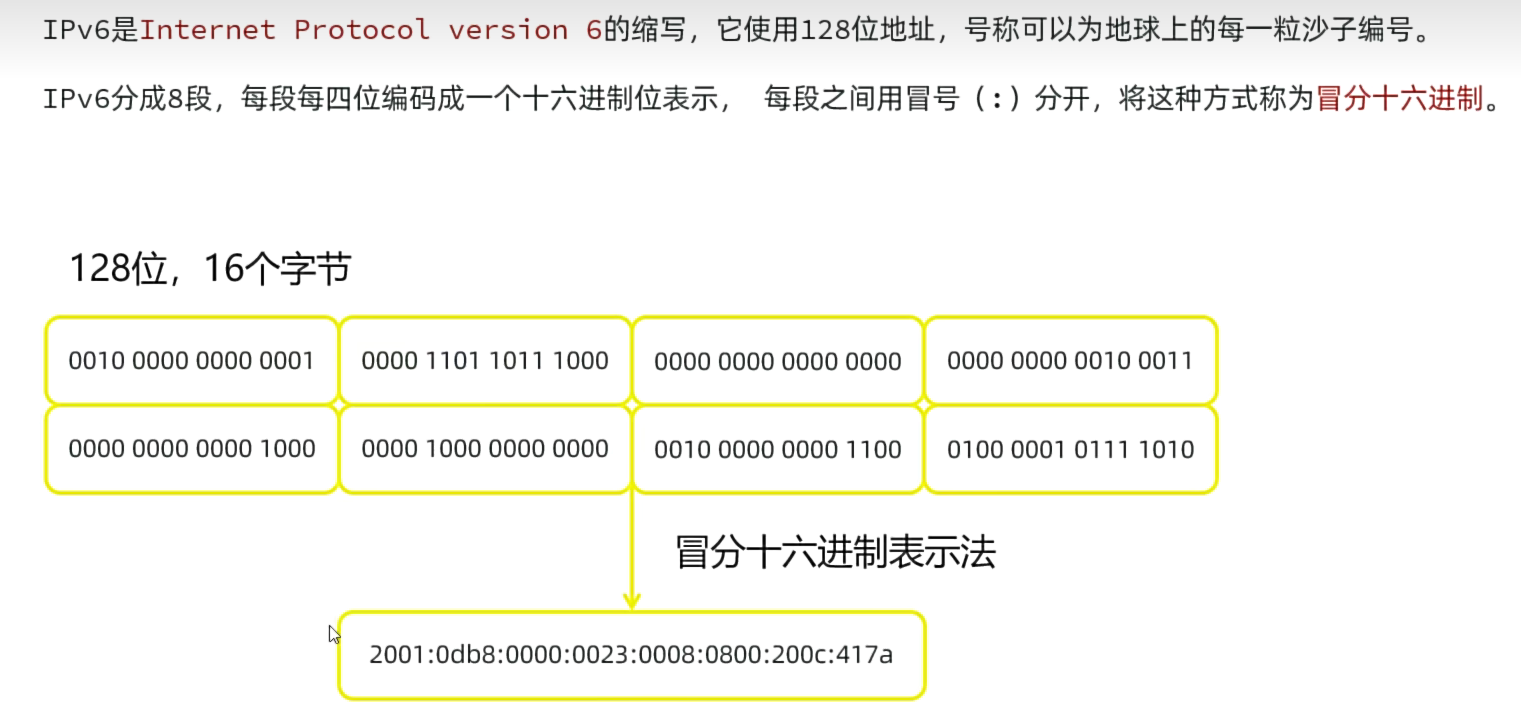 IPv6是Internet Protocol version 6的缩写，它使用128位地址，号称可以为地球上的每一粒沙子编号。
IPv6分成8段，每段每四位编码成一个十六进制位表示， 每段之间用冒号（:）分开，将这种方式称为冒分十六进制。
128位，16个字节
0010 0000 0000 0001 0000 1101 1011 1000 0000 0000 0000 0000 0000 0000 0010 0011
0000 0000 0000 1000 0000 1000 0000 0000 0010 0000 0000 1100 0100 0001 0111 1010
冒分十六进制表示法
2001:0db8:0000:0023:0008:0800:200c:417a